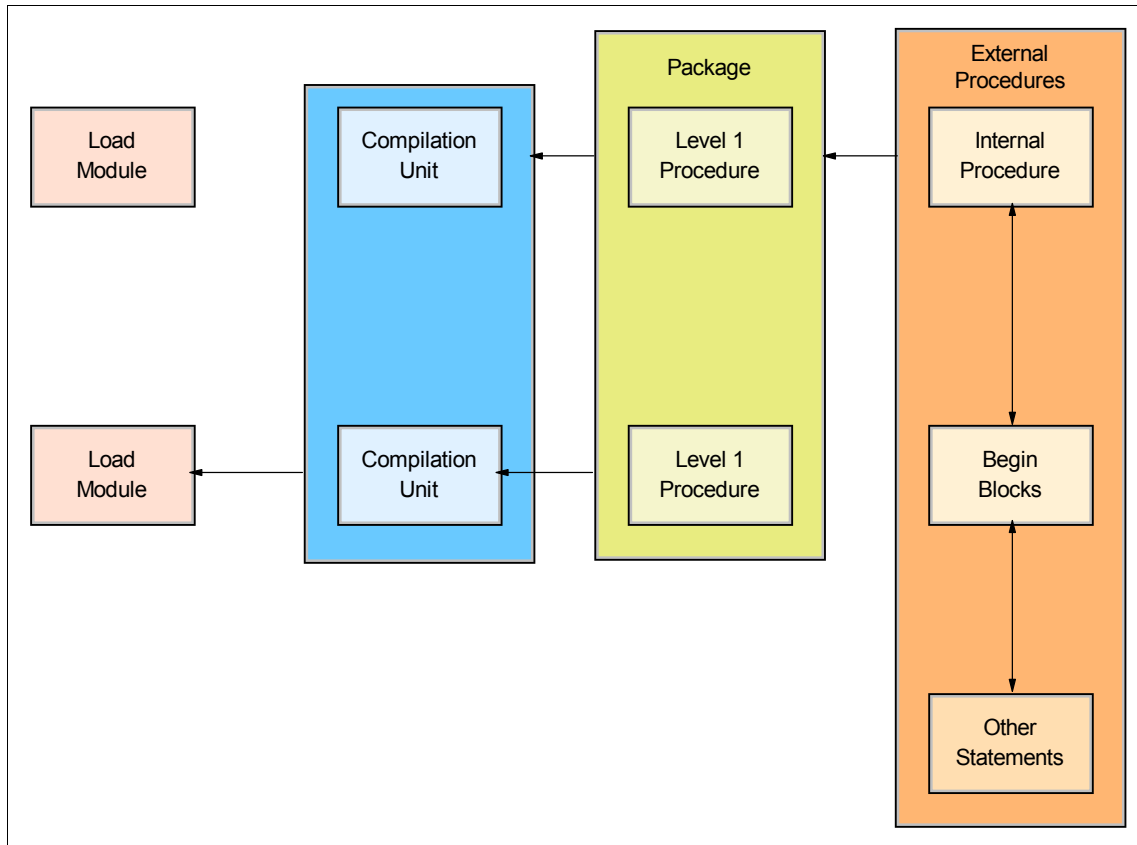 Package
External
Procedures
Load
Module
Compilation
Unit
Level 1
Procedure
Internal
Procedure
Load
Module
Compilation
Unit
Level 1
Procedure
Begin
Blocks
Other
Statements